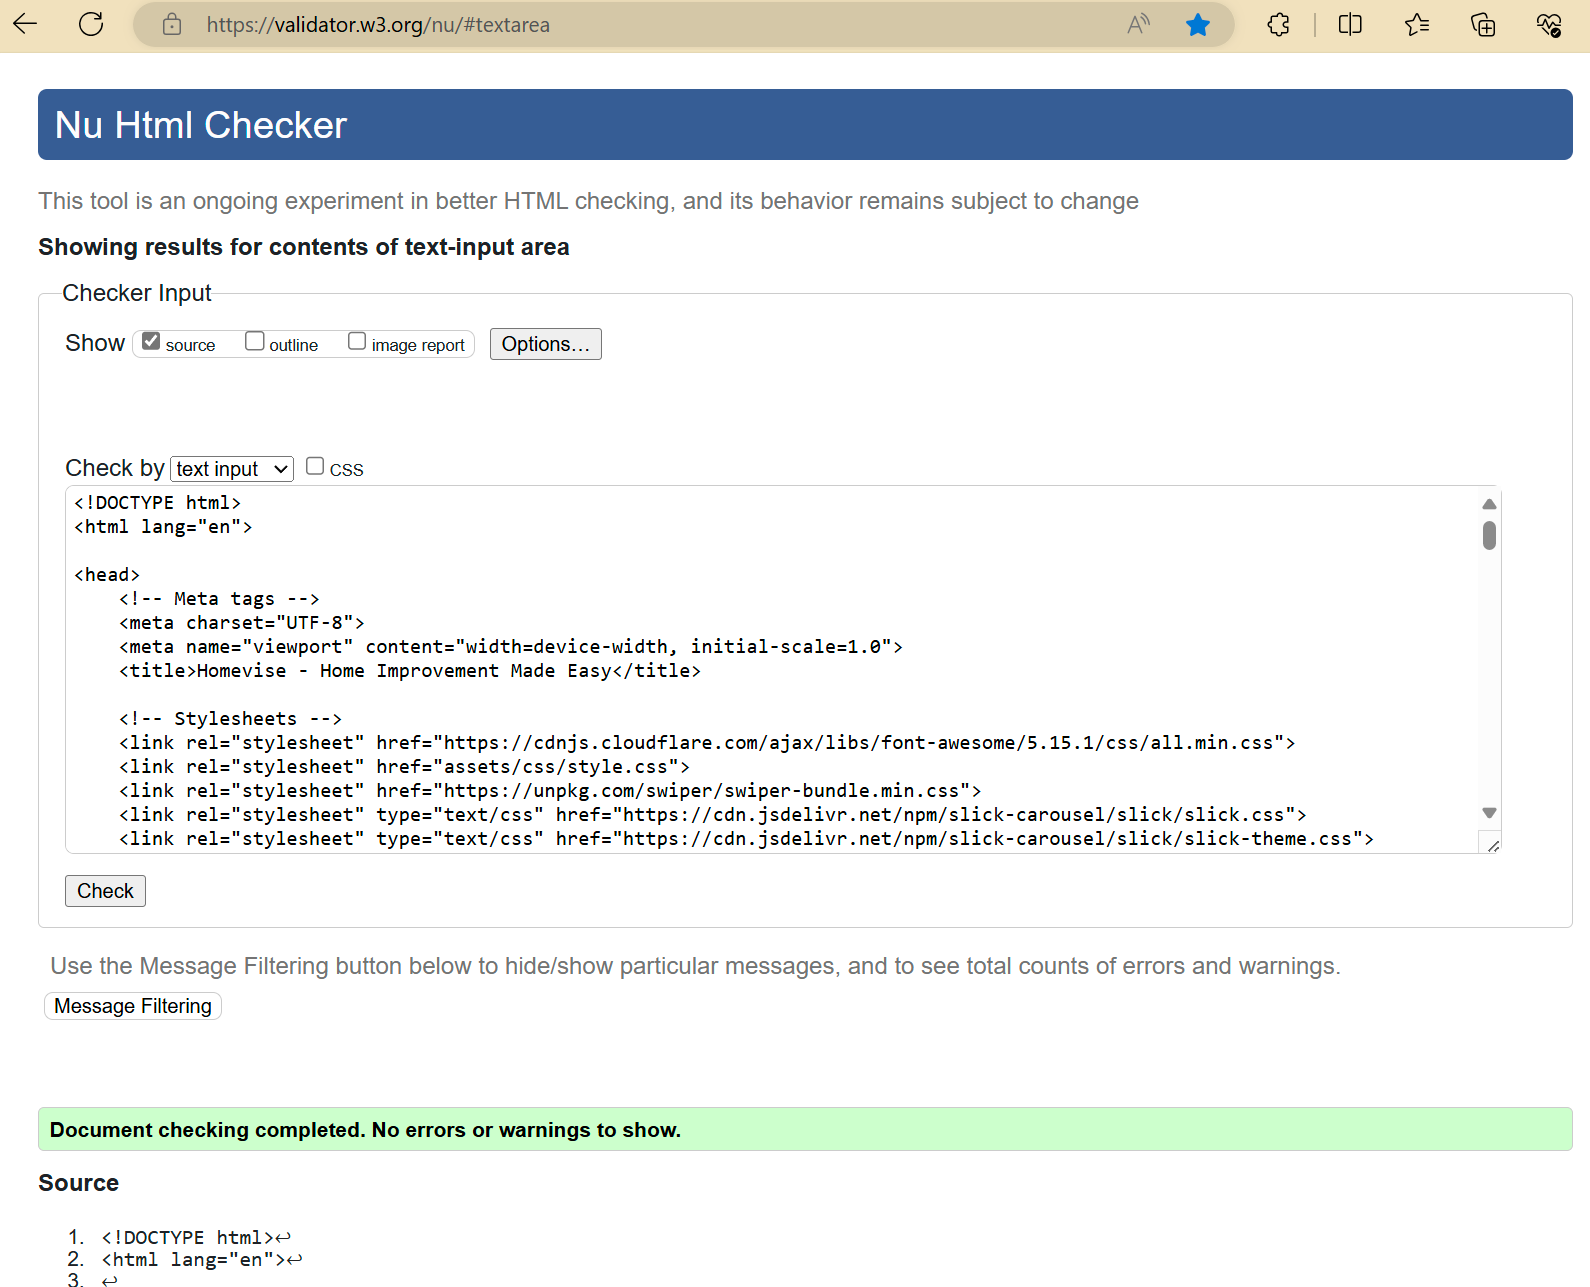 https://validator.w3.org/nu/#textarea
Nu Html Checker
This tool is an ongoing experiment in better HTML checking, and its behavior remains subject to change
Showing results for contents of text-input area
Checker Input
Show source outline image report Options...
Check by text input CSS
<!DOCTYPE html>
<html lang="en">
<head>
<!-- Meta tags -->
<meta charset="UTF-8">
<meta name="viewport" content="width=device-width, initial-scale=1.0">
<title>Homevise - Home Improvement Made Easy</title>
<!-- Stylesheets -->
<link rel="stylesheet" href="https://cdnjs.cloudflare.com/ajax/libs/font-awesome/5.15.1/css/all.min.css">
<link rel="stylesheet" href="assets/css/style.css">
<link rel="stylesheet" href="https://unpkg.com/swiper/swiper-bundle.min.css">
<link rel="stylesheet" type="text/css" href="https://cdn.jsdelivr.net/npm/slick-carousel/slick/slick.css">
<link rel="stylesheet" type="text/css" href="https://cdn.jsdelivr.net/npm/slick-carousel/slick/slick-theme.css">
Check
Use the Message Filtering button below to hide/show particular messages, and to see total counts of errors and warnings.
Message Filtering
Document checking completed. No errors or warnings to show.
Source
1. <!DOCTYPE html>↩
2. <html lang="en">↩
3. ↩